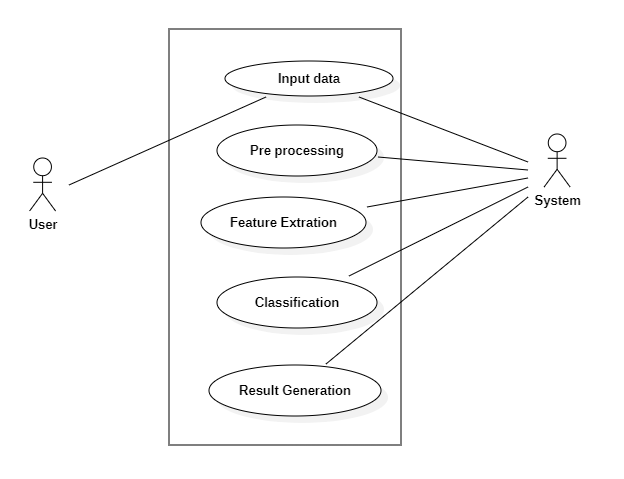 Input data
Pre processing
Feature Extration
Classification
Result Generation
User
System